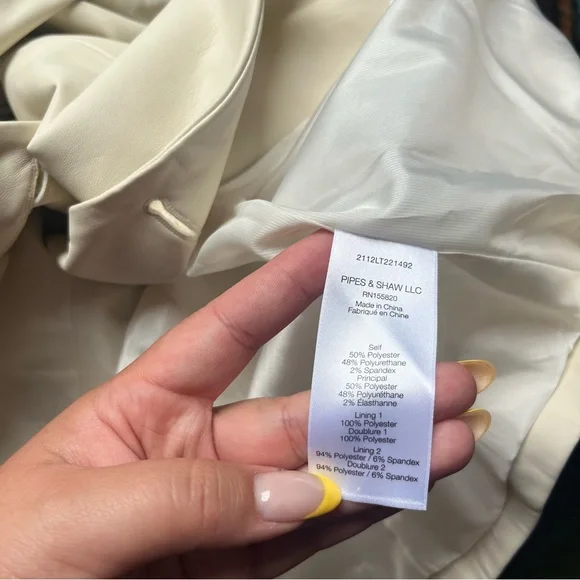 2112LT221492
PIPES & SHAW LLC
RN155820
Made in China
Fabriqué en Chine
Self
50% Polyester
48% Polyurethane
2% Spandex
Principal
50% Polyester
48% Polyuréthane
2% Élasthanne
Lining 1
100% Polyester
Doublure 1
100% Polyester
Lining 2
94% Polyester / 6% Spandex
Doublure 2
94% Polyester / 6% Spandex